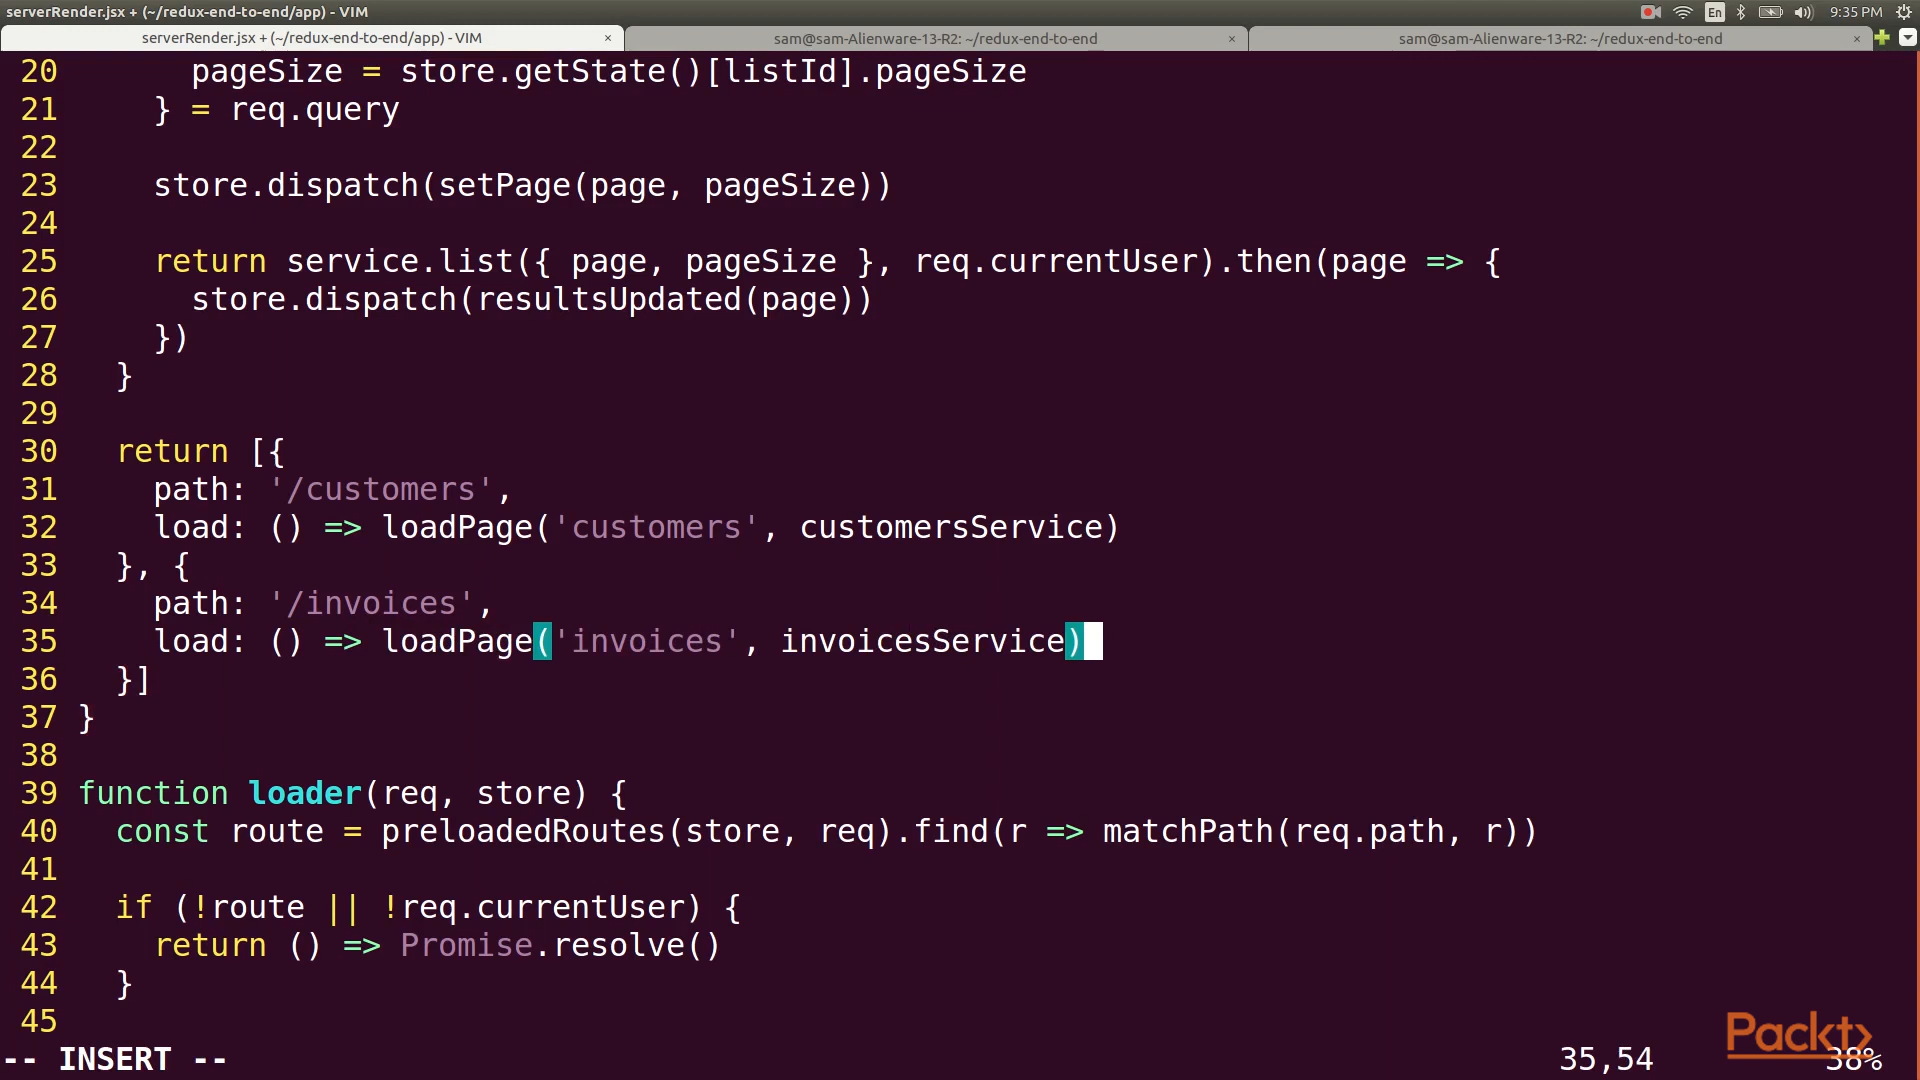 serverRender.jsx + (~/redux-end-to-end/app) - VIM
En
9:35 PM
serverRender.jsx + (~/redux-end-to-end/app) - VIM ×
sam@sam-Alienware-13-R2: ~/redux-end-to-end ×
sam@sam-Alienware-13-R2: ~/redux-end-to-end ×
20       pageSize = store.getState()[listId].pageSize
21     } = req.query
22
23     store.dispatch(setPage(page, pageSize))
24
25     return service.list({ page, pageSize }, req.currentUser).then(page => {
26       store.dispatch(resultsUpdated(page))
27     })
28   }
29
30   return [{
31     path: '/customers',
32     load: () => loadPage('customers', customersService)
33   }, {
34     path: '/invoices',
35     load: () => loadPage('invoices', invoicesService)
36   }]
37 }
38
39 function loader(req, store) {
40   const route = preloadedRoutes(store, req).find(r => matchPath(req.path, r))
41
42   if (!route || !req.currentUser) {
43     return () => Promise.resolve()
44   }
45
-- INSERT --
35,54
38%
Packt>